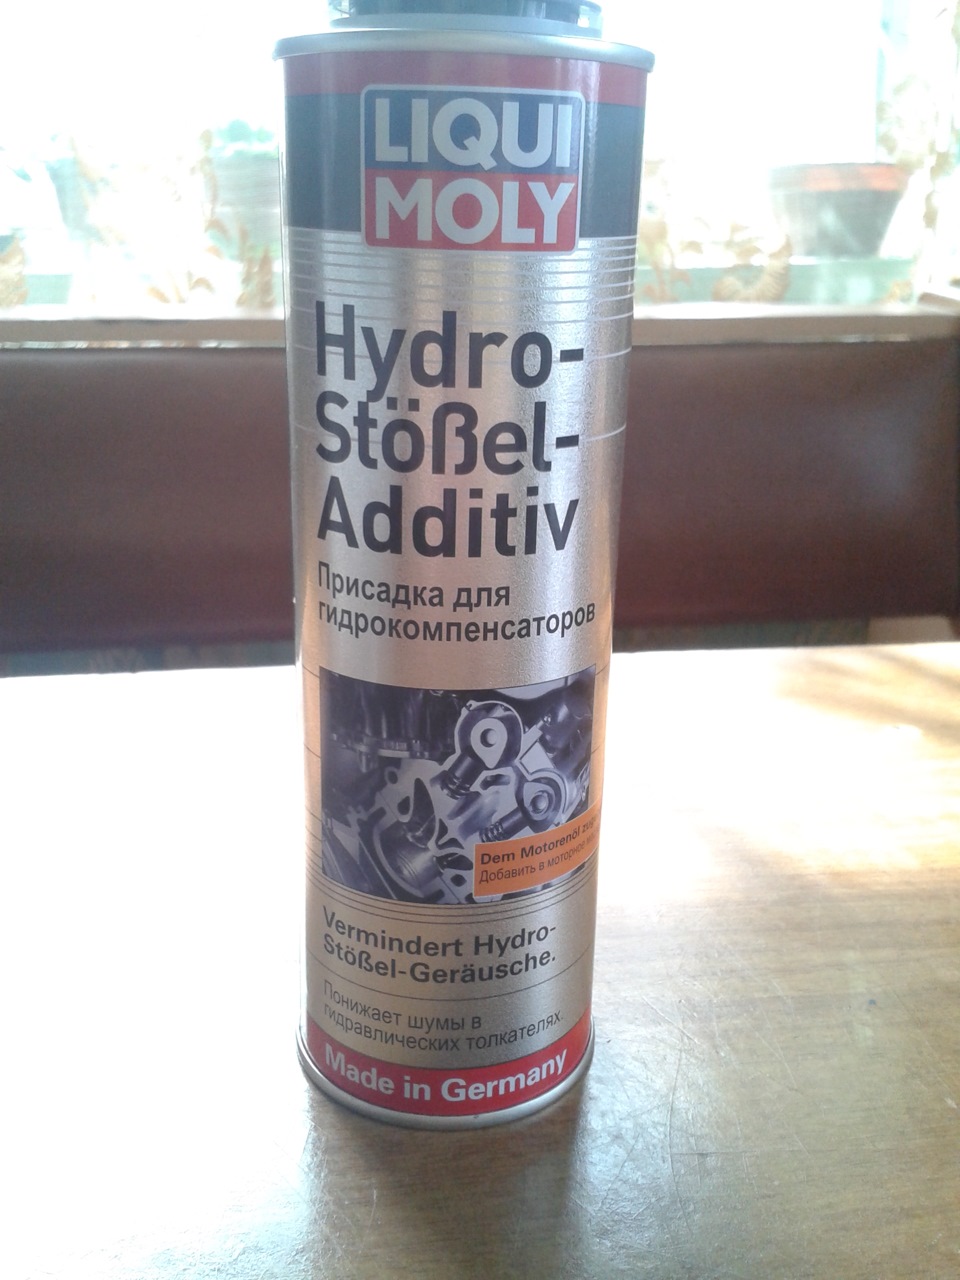 LIQUI
MOLY
Hydro-
Stößel-
Additiv
Присадка для
гидрокомпенсаторов
Dem Motorenöl
Добавить в моторное
Vermindert Hydro-
Stößel-Geräusche.
Понижает шумы в
гидравлических толкателях.
Made in Germany